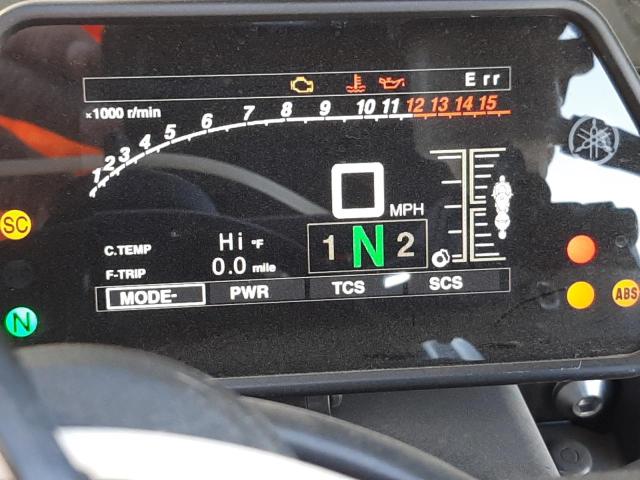 Err
×1000 r/min
1 2 3 4 5 6 7 8 9 10 11 12 13 14 15
0 MPH
SC
C.TEMP Hi °F
1 N 2
F-TRIP 0.0 mile
MODE- PWR TCS SCS
N
ABS